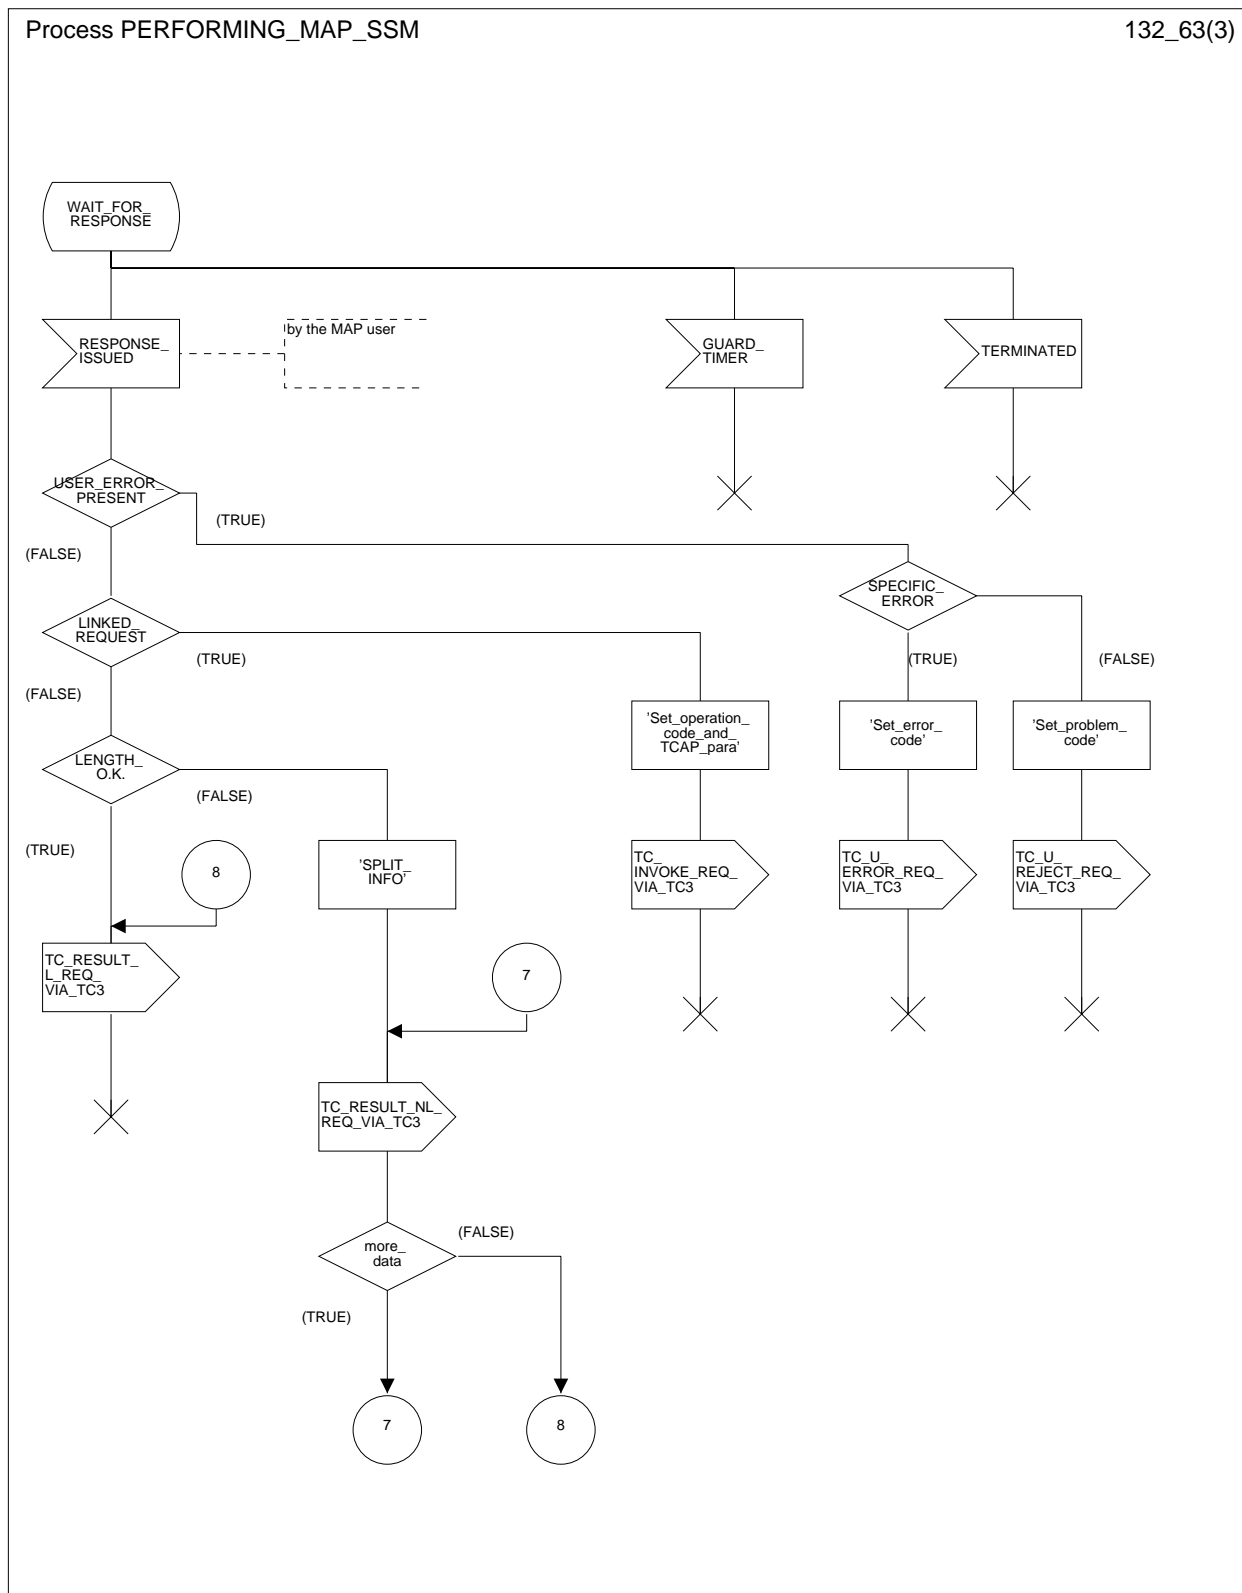 Process PERFORMING_MAP_SSM
132_63(3)
WAIT_FOR_
RESPONSE
RESPONSE_
ISSUED
by the MAP user
GUARD_
TIMER
TERMINATED
USER_ERROR_
PRESENT
(TRUE)
(FALSE)
SPECIFIC_
ERROR
LINKED_
REQUEST
(TRUE)
(TRUE)
(FALSE)
(FALSE)
'Set_operation_
code_and_
TCAP_para'
'Set_error_
code'
'Set_problem_
code'
LENGTH_
O.K.
(FALSE)
(TRUE)
8
'SPLIT_
INFO'
TC_
INVOKE_REQ_
VIA_TC3
TC_U_
ERROR_REQ_
VIA_TC3
TC_U_
REJECT_REQ_
VIA_TC3
TC_RESULT_
L_REQ_
VIA_TC3
7
TC_RESULT_NL_
REQ_VIA_TC3
more_
data
(FALSE)
(TRUE)
7
8